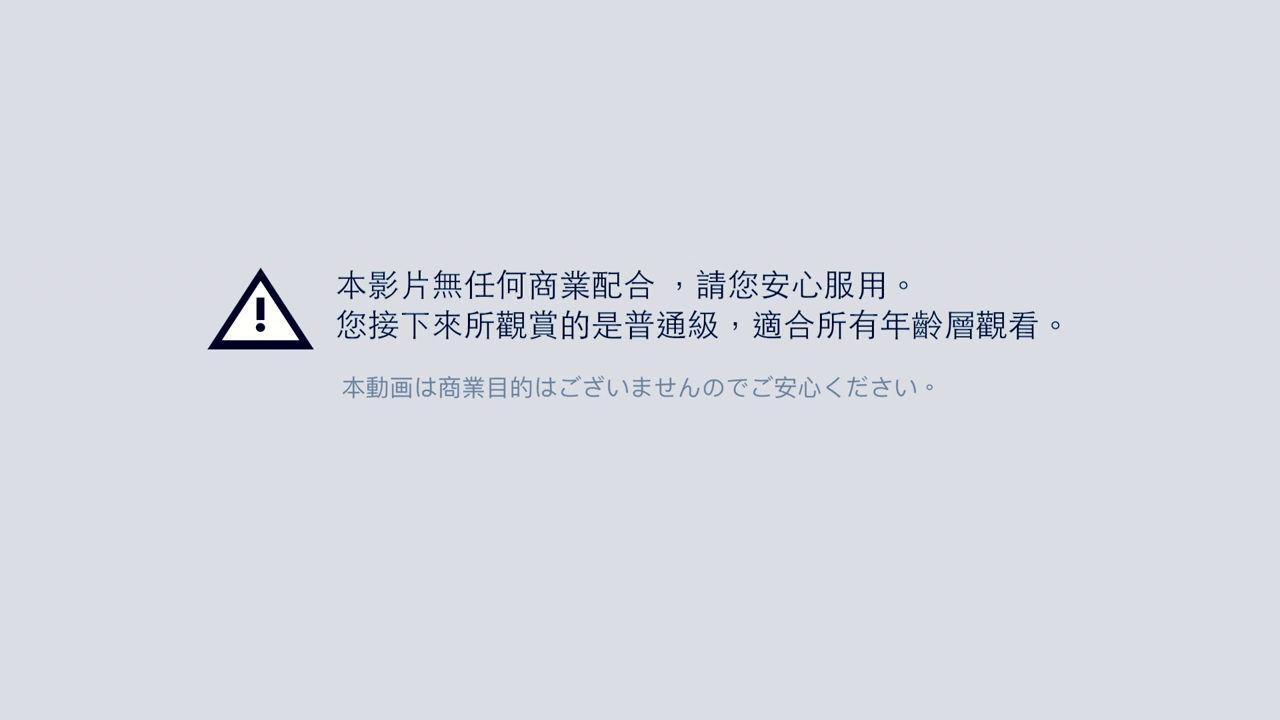 本影片無任何商業配合 ，請您安心服用。
您接下來所觀賞的是普通級，適合所有年齡層觀看。
本動画は商業目的はございませんのでご安心ください。